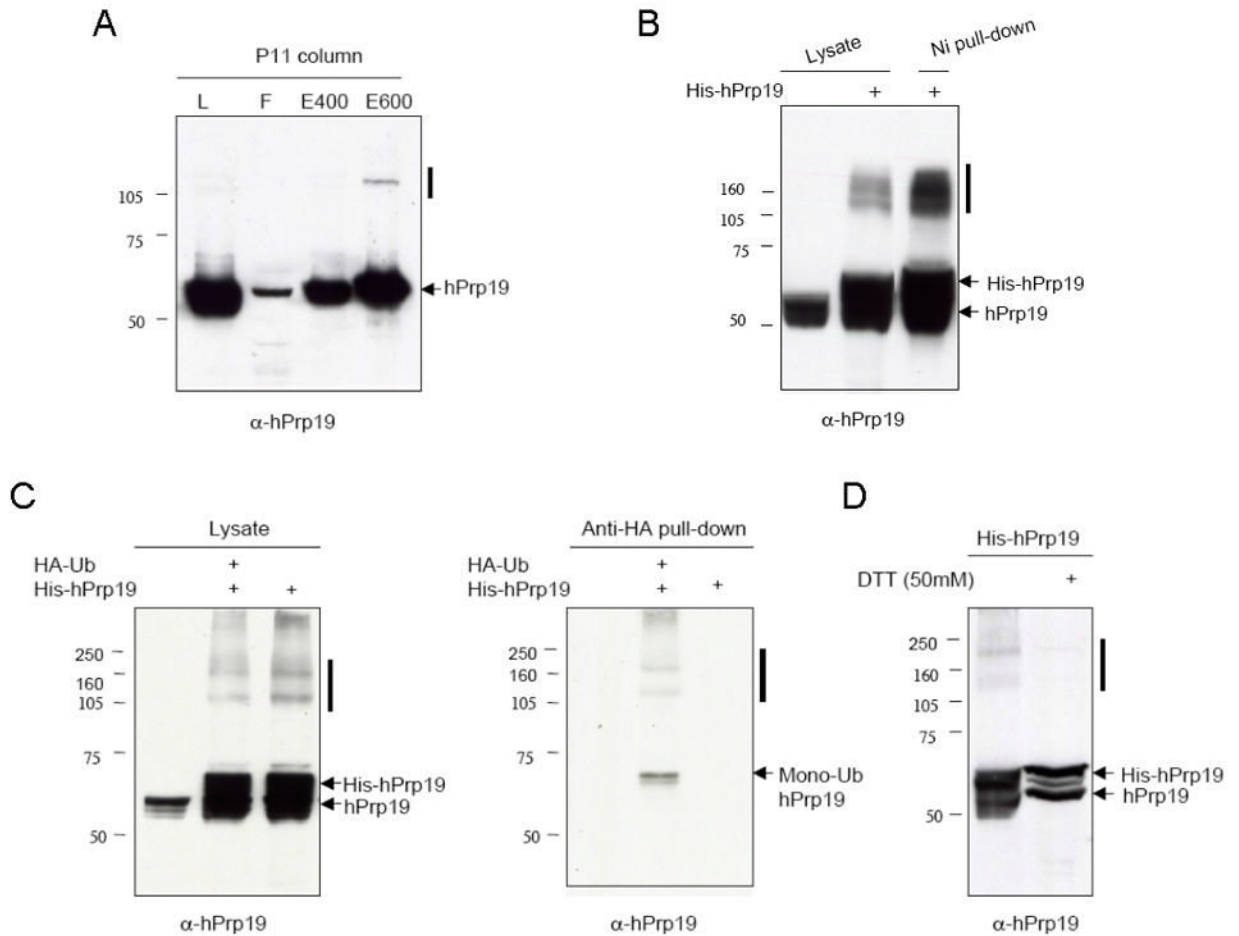 A
P11 column
L F E400 E600
105
75
50
hPrp19
α-hPrp19
B
Lysate Ni pull-down
His-hPrp19 + +
160
105
75
50
His-hPrp19
hPrp19
α-hPrp19
C
Lysate
HA-Ub +
His-hPrp19 + +
250
160
105
75
50
His-hPrp19
hPrp19
α-hPrp19
Anti-HA pull-down
HA-Ub +
His-hPrp19 + +
250
160
105
75
50
Mono-Ub
hPrp19
α-hPrp19
D
His-hPrp19
DTT (50mM) +
250
160
105
75
50
His-hPrp19
hPrp19
α-hPrp19